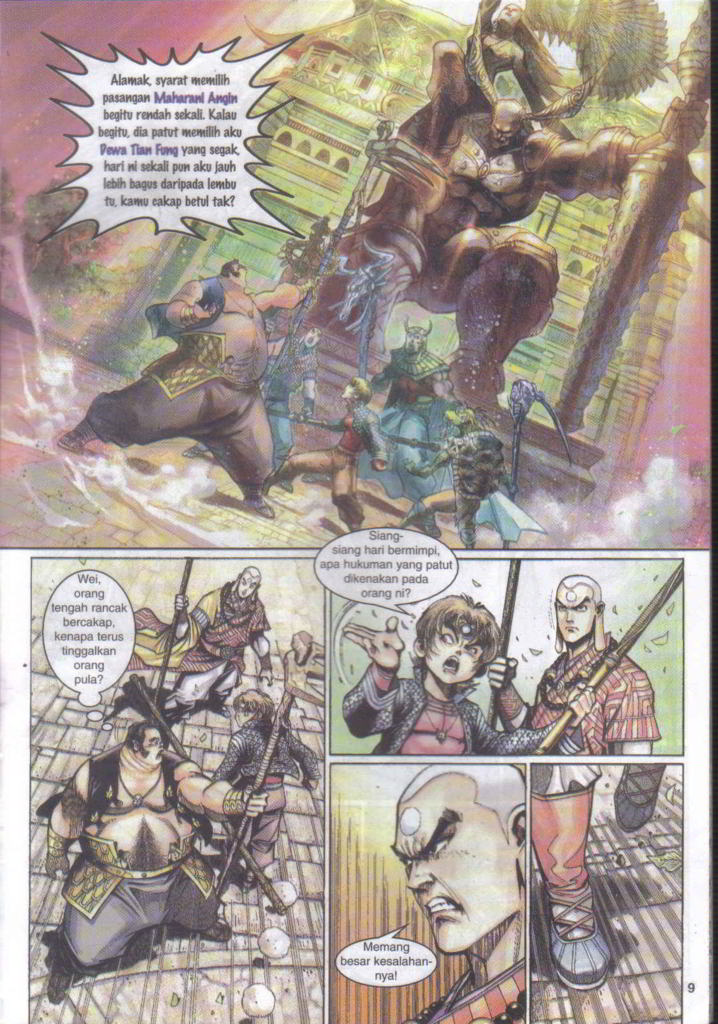 Alamak, syarat memilih
pasangan Maharani Angin
begitu rendah sekali. Kalau
begitu, dia patut memilih aku
Dewa Tian Fung yang segak,
hari ni sekali pun aku jauh
lebih bagus daripada lembu
tu, kamu cakap betul tak?
Wei,
orang
tengah rancak
bercakap,
kenapa terus
tinggalkan
orang
pula?
Siang-
siang hari bermimpi,
apa hukuman yang patut
dikenakan pada
orang ni?
Memang
besar kesalahan-
nya!
9